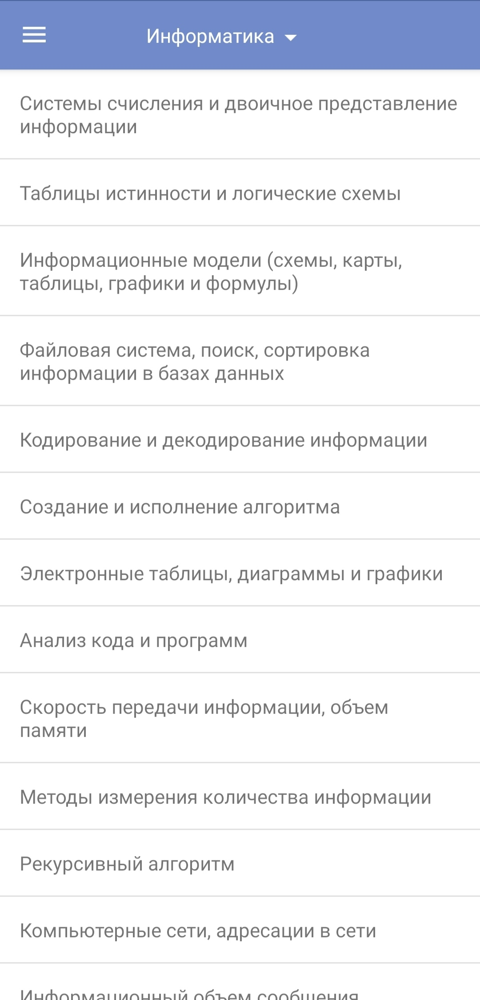 Информатика
Системы счисления и двоичное представление
информации
Таблицы истинности и логические схемы
Информационные модели (схемы, карты,
таблицы, графики и формулы)
Файловая система, поиск, сортировка
информации в базах данных
Кодирование и декодирование информации
Создание и исполнение алгоритма
Электронные таблицы, диаграммы и графики
Анализ кода и программ
Скорость передачи информации, объем
памяти
Методы измерения количества информации
Рекурсивный алгоритм
Компьютерные сети, адресации в сети
Информационный объем сообщения